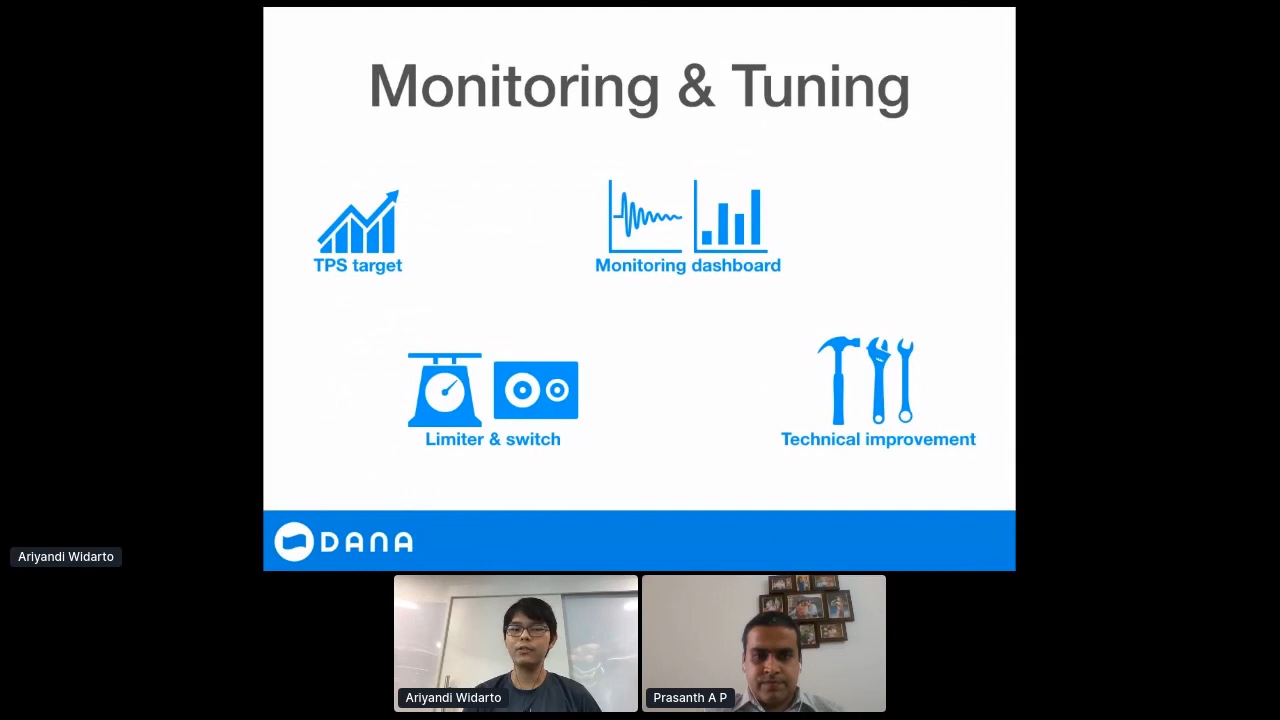 Monitoring & Tuning
TPS target
Monitoring dashboard
Limiter & switch
Technical improvement
DANA
Ariyandi Widarto
Ariyandi Widarto
Prasanth A P